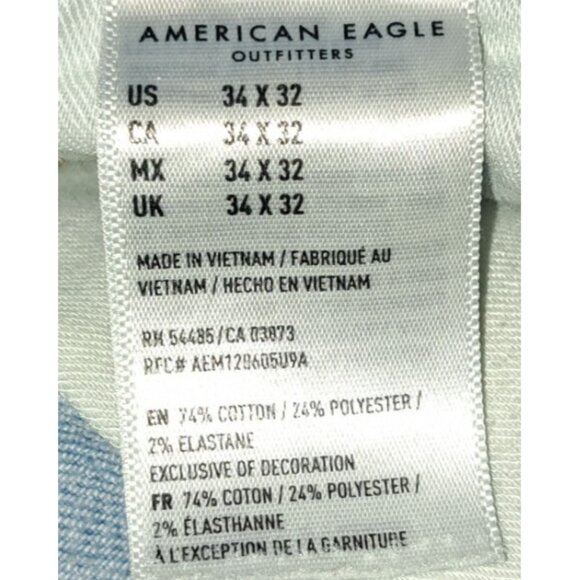 AMERICAN EAGLE
OUTFITTERS
US 34 X 32
CA 34 X 32
MX 34 X 32
UK 34 X 32
MADE IN VIETNAM / FABRIQUÉ AU
VIETNAM / HECHO EN VIETNAM
RN 54485/CA 03873
RFC# AEM120605U9A
EN 74% COTTON / 24% POLYESTER /
2% ELASTANE
EXCLUSIVE OF DECORATION
FR 74% COTON / 24% POLYESTER /
2% ÉLASTHANNE
À L'EXCEPTION DE LA GARNITURE